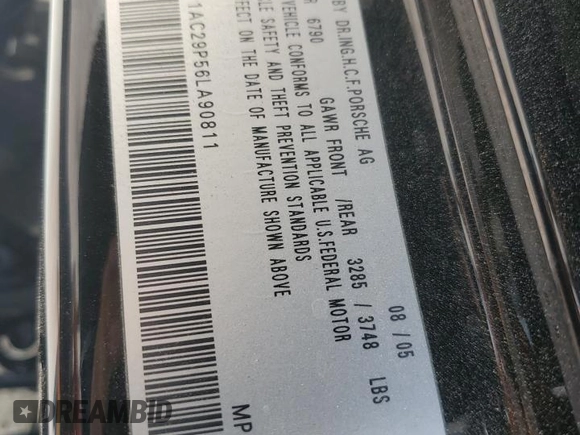 BY DR.ING.H.C.F.PORSCHE AG 08 / 05
R 6790 GAWR FRONT /REAR 3285 / 3748 LBS
VEHICLE CONFORMS TO ALL APPLICABLE U.S.FEDERAL MOTOR
SAFETY AND THEFT PREVENTION STANDARDS
EFFECT ON THE DATE OF MANUFACTURE SHOWN ABOVE
1AC29P56LA90811
MP
DREAMBID